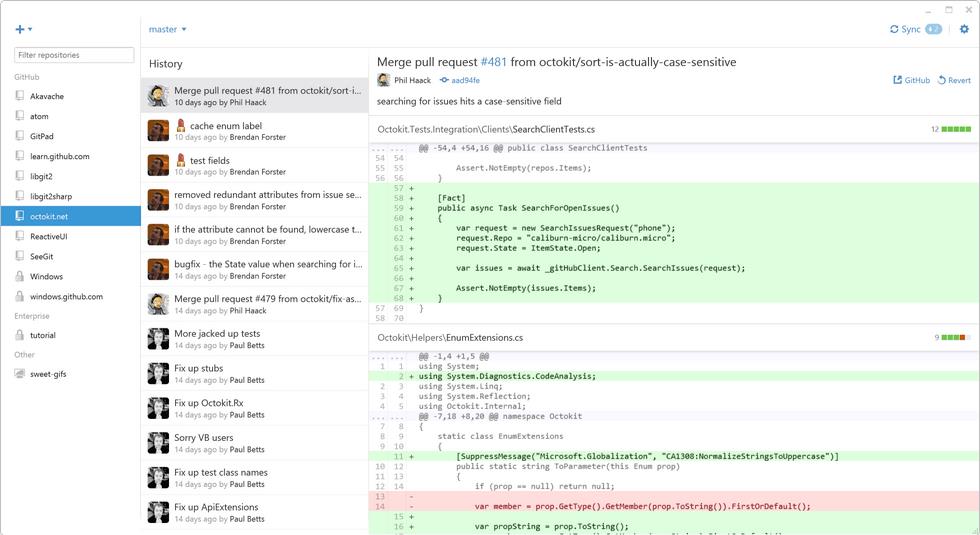 master
Sync
Filter repositories
GitHub
Akavache
atom
GitPad
learn.github.com
libgit2
libgit2sharp
octokit.net
ReactiveUI
SeeGit
Windows
windows.github.com
Enterprise
tutorial
Other
sweet-gifs
History
Merge pull request #481 from octokit/sort-i...
10 days ago by Phil Haack
cache enum label
10 days ago by Brendan Forster
test fields
10 days ago by Brendan Forster
removed redundant attributes from issue se...
10 days ago by Brendan Forster
if the attribute cannot be found, lowercase t...
10 days ago by Brendan Forster
bugfix - the State value when searching for i...
14 days ago by Brendan Forster
Merge pull request #479 from octokit/fix-as...
14 days ago by Phil Haack
More jacked up tests
14 days ago by Paul Betts
Fix up stubs
14 days ago by Paul Betts
Fix up Octokit.Rx
14 days ago by Paul Betts
Sorry VB users
14 days ago by Paul Betts
Fix up test class names
14 days ago by Paul Betts
Fix up ApiExtensions
14 days ago by Paul Betts
Merge pull request #481 from octokit/sort-is-actually-case-sensitive
Phil Haack aad94fe GitHub Revert
searching for issues hits a case-sensitive field
Octokit.Tests.Integration\Clients\SearchClientTests.cs 12
... ... @@ -54,4 +54,16 @@ public class SearchClientTests
54 54
55 55 Assert.NotEmpty(repos.Items);
56 56 }
57 +
58 + [Fact]
59 + public async Task SearchForOpenIssues()
60 + {
61 + var request = new SearchIssuesRequest("phone");
62 + request.Repo = "caliburn-micro/caliburn.micro";
63 + request.State = ItemState.Open;
64 +
65 + var issues = await _gitHubClient.Search.SearchIssues(request);
66 +
67 + Assert.NotEmpty(issues.Items);
68 + }
57 69 }
58 70
Octokit\Helpers\EnumExtensions.cs 9
... ... @@ -1,4 +1,5 @@
1 1 using System;
2 + using System.Diagnostics.CodeAnalysis;
2 3 using System.Linq;
3 4 using System.Reflection;
4 5 using Octokit.Internal;
... ... @@ -7,18 +8,20 @@ namespace Octokit
7 8 {
8 9 static class EnumExtensions
9 10 {
11 + [SuppressMessage("Microsoft.Globalization", "CA1308:NormalizeStringsToUppercase")]
10 12 public static string ToParameter(this Enum prop)
11 13 {
12 14 if (prop == null) return null;
13 -
14 - var member = prop.GetType().GetMember(prop.ToString()).FirstOrDefault();
15 +
16 + var propString = prop.ToString();